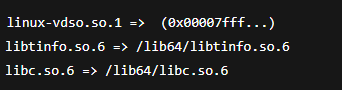 linux-vdso.so.1 =>  (0x00007fff...)
libtinfo.so.6 => /lib64/libtinfo.so.6
libc.so.6 => /lib64/libc.so.6